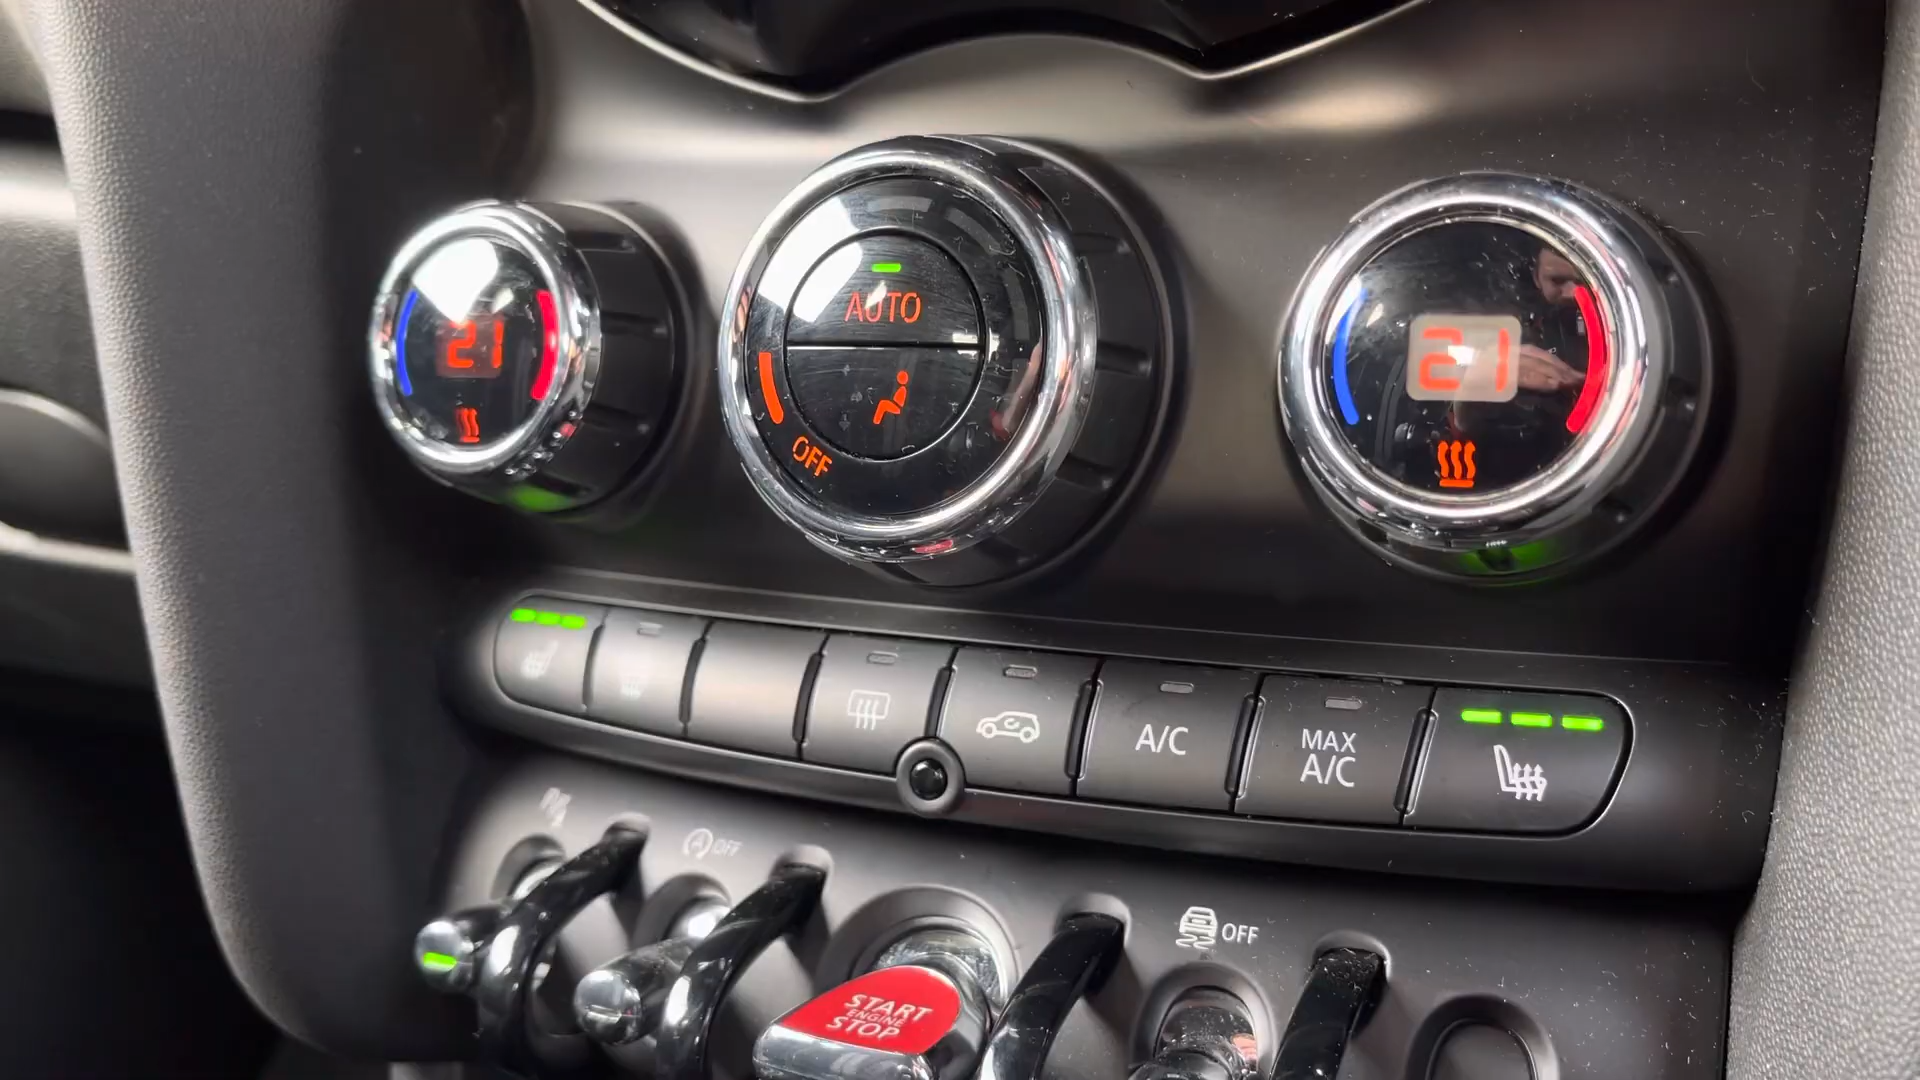 21
AUTO
OFF
21
A/C
MAX
A/C
OFF
OFF
START
ENGINE
STOP